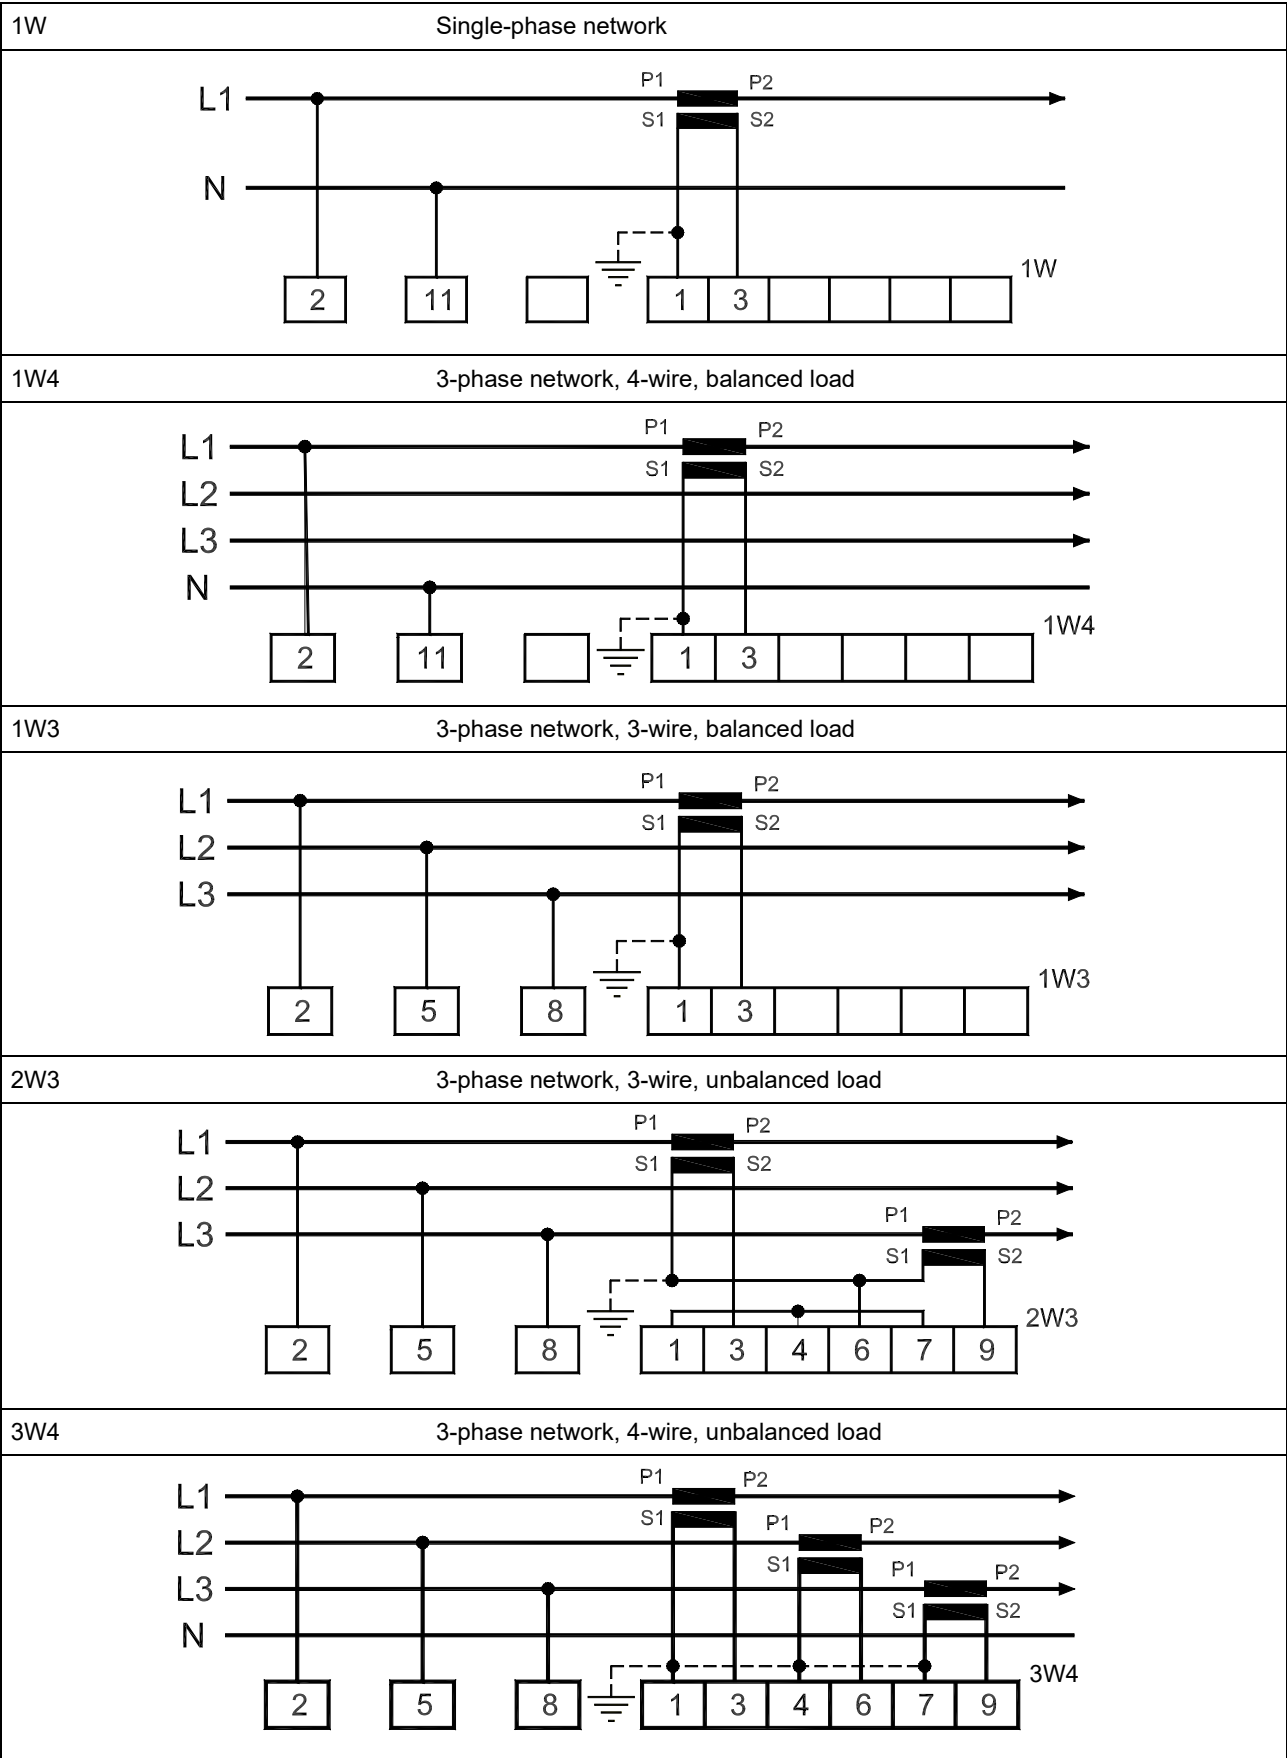 1W Single-phase network
P1 P2
L1
S1 S2
N
1W
2 11 1 3
1W4 3-phase network, 4-wire, balanced load
P1 P2
L1
S1 S2
L2
L3
N
1W4
2 11 1 3
1W3 3-phase network, 3-wire, balanced load
P1 P2
L1
S1 S2
L2
L3
1W3
2 5 8 1 3
2W3 3-phase network, 3-wire, unbalanced load
P1 P2
L1
S1 S2
L2
P1 P2
L3
S1 S2
2W3
2 5 8 1 3 4 6 7 9
3W4 3-phase network, 4-wire, unbalanced load
P1 P2
L1
S1
P1 P2
L2
S1
P1 P2
L3
S1 S2
N
3W4
2 5 8 1 3 4 6 7 9